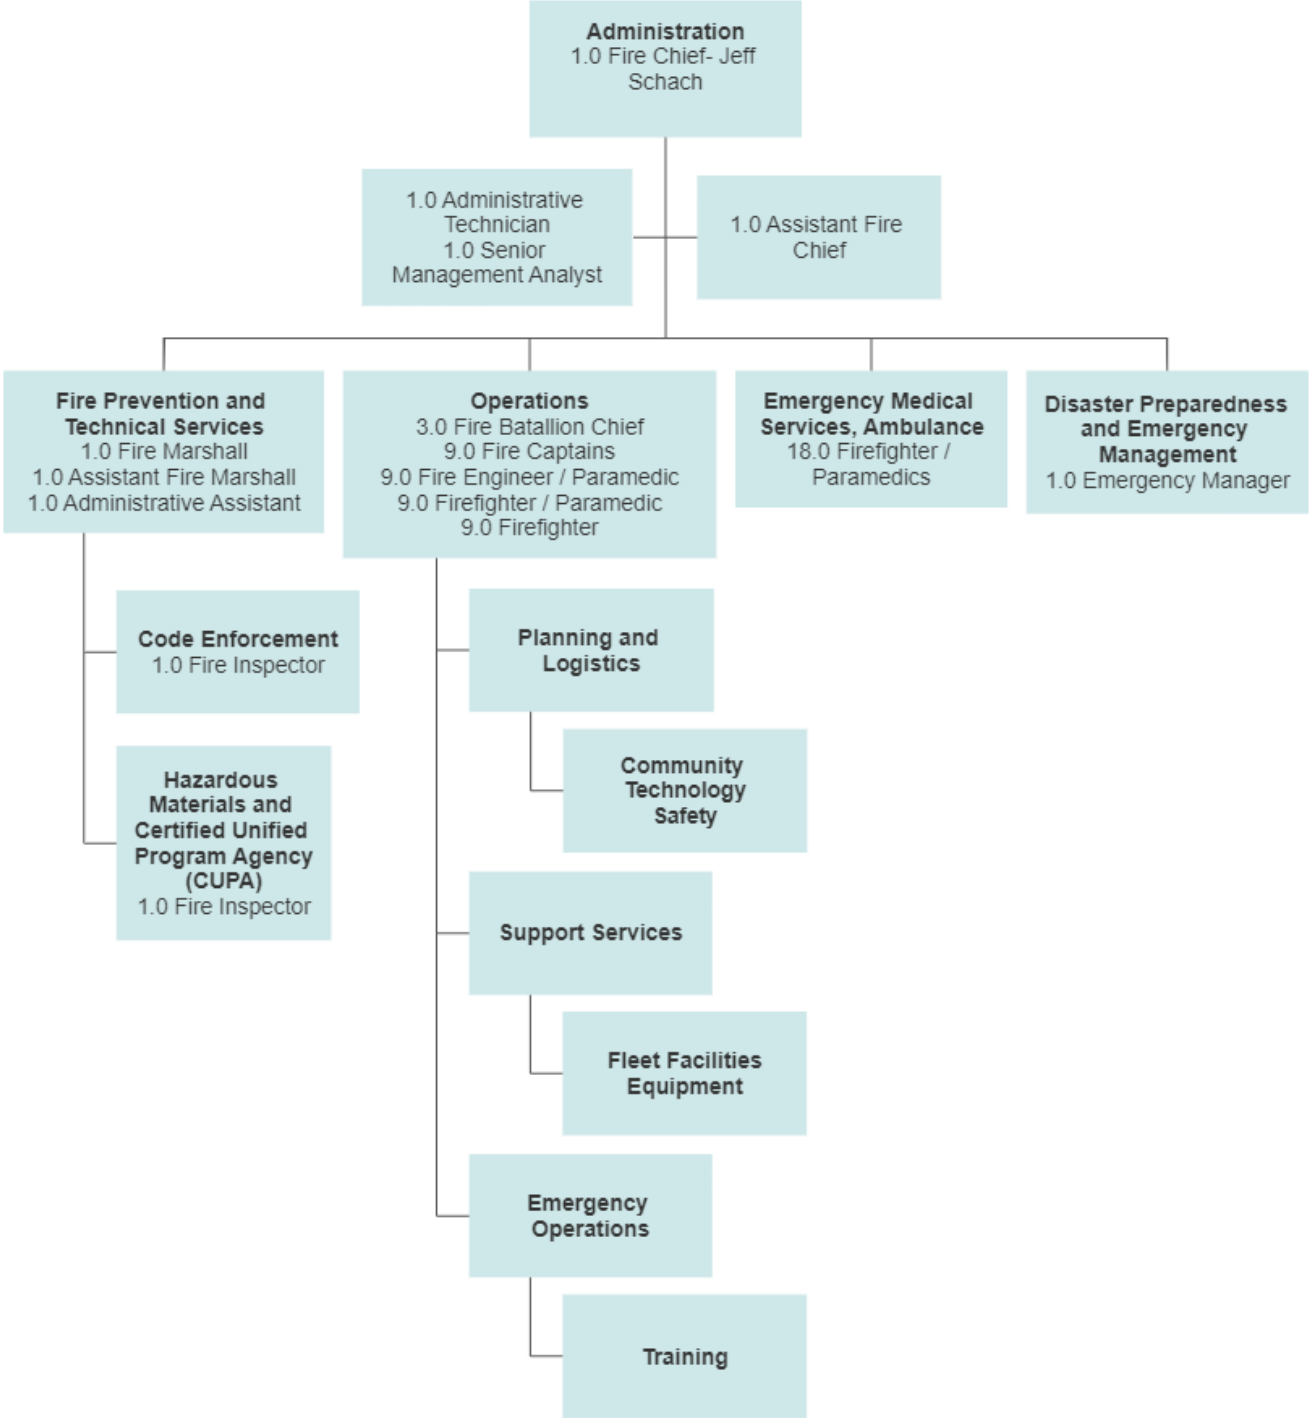 Administration
1.0 Fire Chief- Jeff
Schach
1.0 Administrative
Technician
1.0 Senior
Management Analyst
1.0 Assistant Fire
Chief
Fire Prevention and
Technical Services
1.0 Fire Marshall
1.0 Assistant Fire Marshall
1.0 Administrative Assistant
Operations
3.0 Fire Batallion Chief
9.0 Fire Captains
9.0 Fire Engineer / Paramedic
9.0 Firefighter / Paramedic
9.0 Firefighter
Emergency Medical
Services, Ambulance
18.0 Firefighter /
Paramedics
Disaster Preparedness
and Emergency
Management
1.0 Emergency Manager
Code Enforcement
1.0 Fire Inspector
Hazardous
Materials and
Certified Unified
Program Agency
(CUPA)
1.0 Fire Inspector
Planning and
Logistics
Community
Technology
Safety
Support Services
Fleet Facilities
Equipment
Emergency
Operations
Training